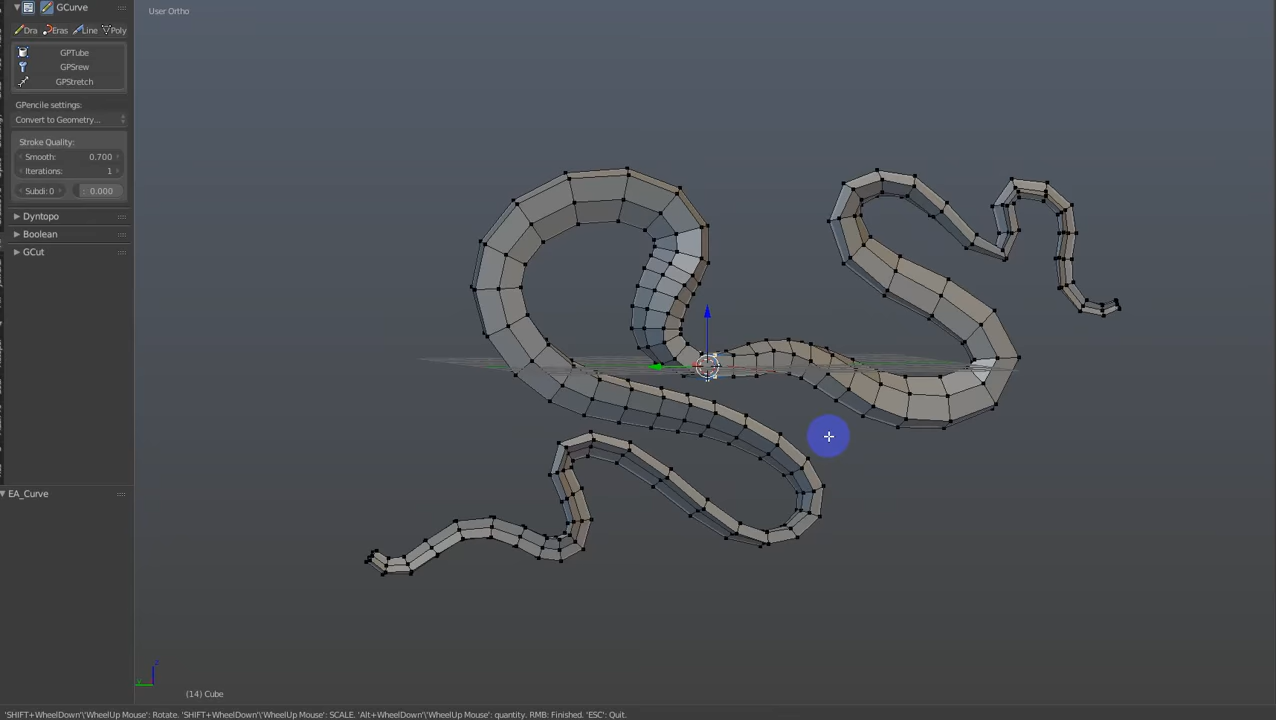 GCurve
User Ortho
Dra Eras Line Poly
GPTube
GPSrew
GPStretch
GPencile settings:
Convert to Geometry...
Stroke Quality:
Smooth: 0.700
Iterations: 1
Subdi: 0 : 0.000
Dyntopo
Boolean
GCut
EA_Curve
z
y
(14) Cube
'SHIFT+WheelDown'\'WheelUp Mouse': Rotate. 'SHIFT+WheelDown'\'WheelUp Mouse': SCALE. 'Alt+WheelDown'\'WheelUp Mouse': quantity. RMB: Finished. 'ESC': Quit.